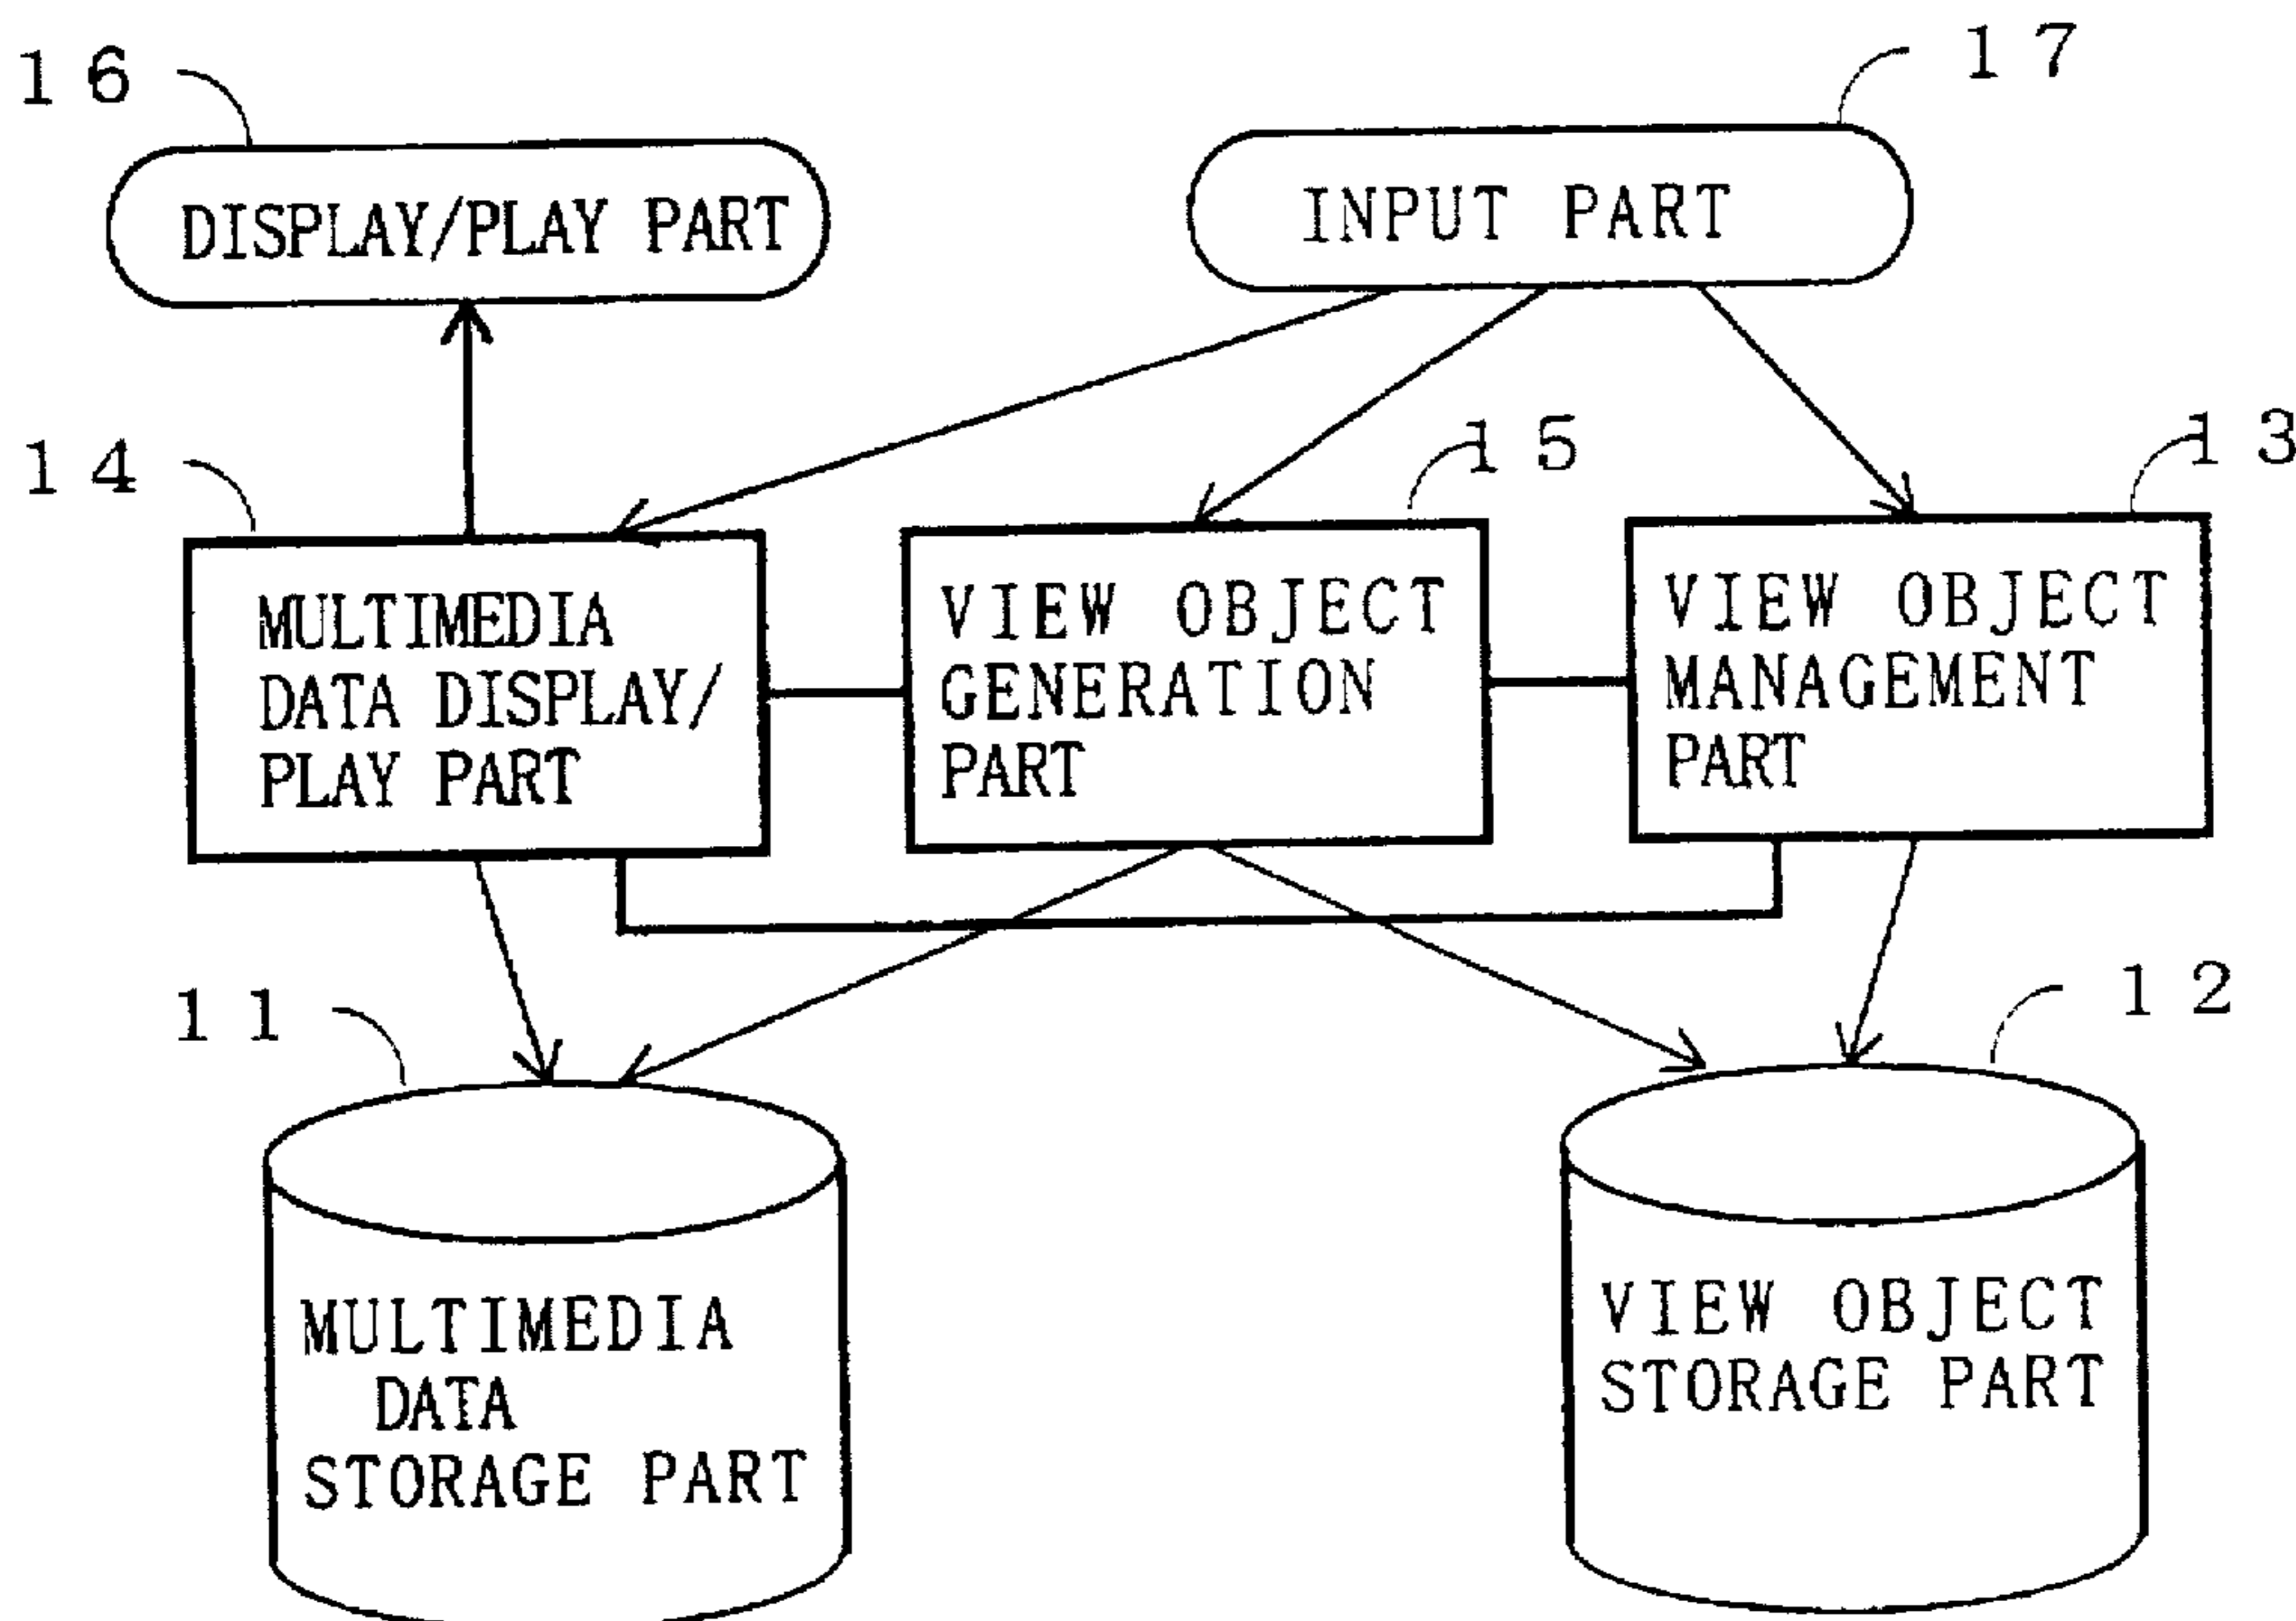 16
17
DISPLAY/PLAY PART
INPUT PART
14
15
13
MULTIMEDIA
DATA DISPLAY/
PLAY PART
VIEW OBJECT
GENERATION
PART
VIEW OBJECT
MANAGEMENT
PART
11
12
MULTIMEDIA
DATA
STORAGE PART
VIEW OBJECT
STORAGE PART